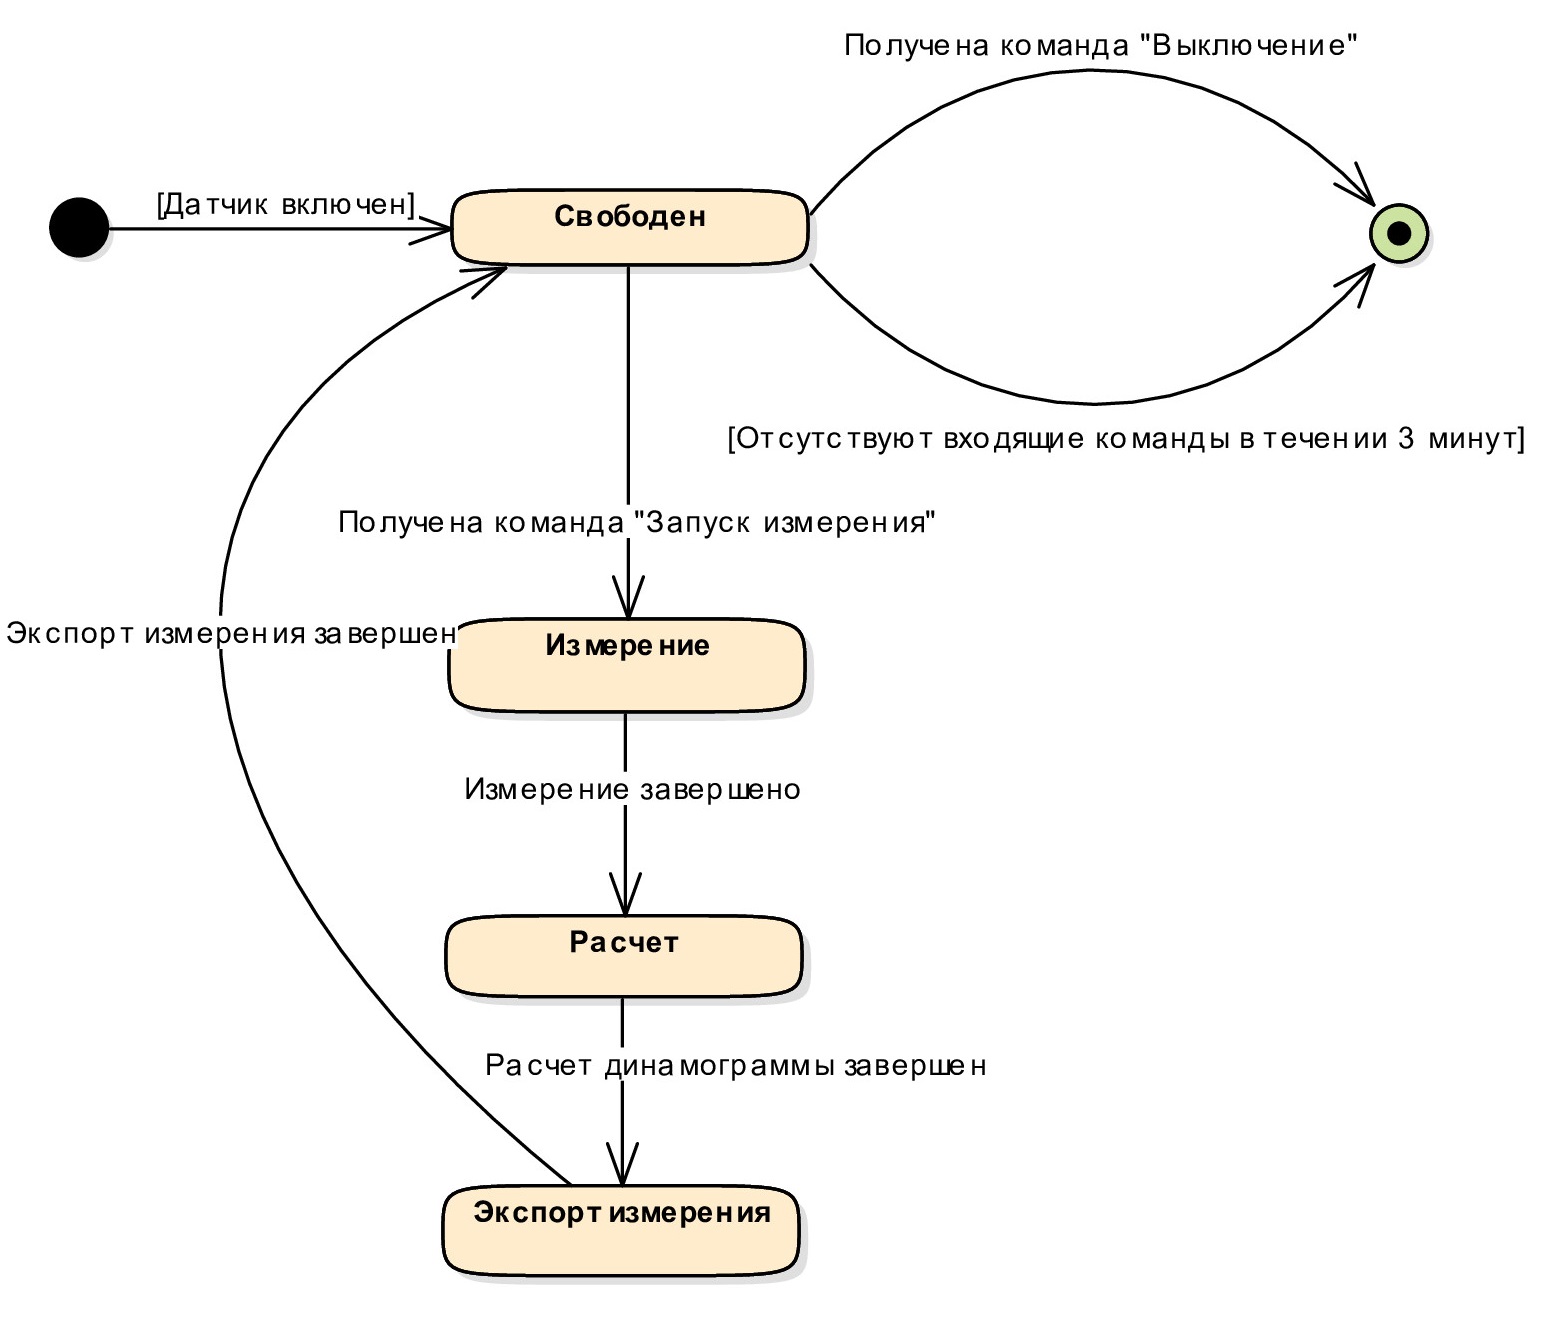 Получена команда "Выключение"
[Датчик включен]
Свободен
[Отсутствуют входящие команды в течении 3 минут]
Получена команда "Запуск измерения"
Экспорт измерения завершен
Измерение
Измерение завершено
Расчет
Расчет динамограммы завершен
Экспорт измерения